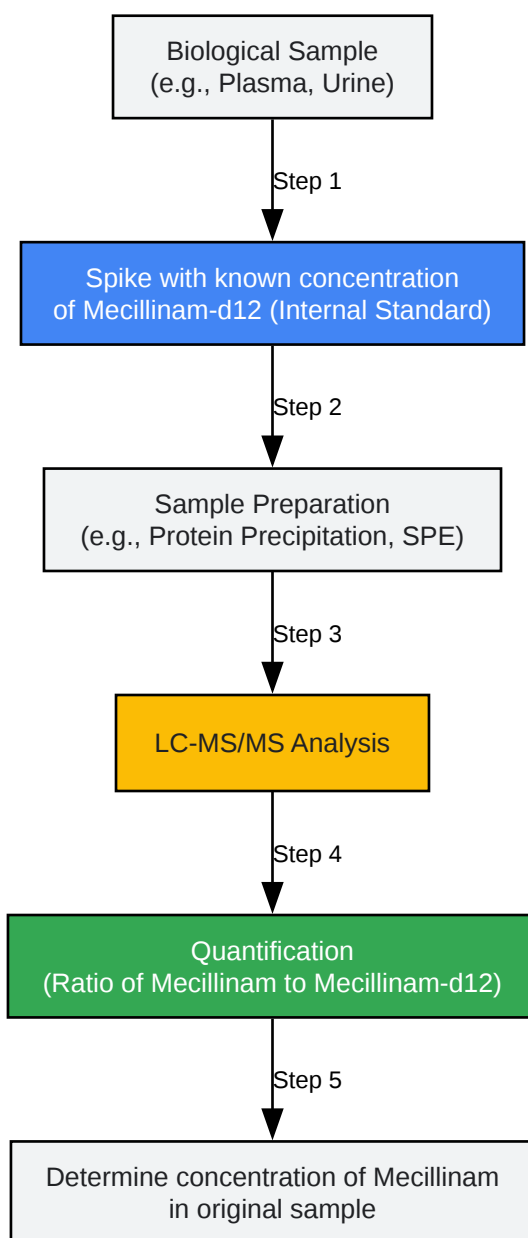 Biological Sample
(e.g., Plasma, Urine)
Step 1
Spike with known concentration
of Mecillinam-d12 (Internal Standard)
Step 2
Sample Preparation
(e.g., Protein Precipitation, SPE)
Step 3
LC-MS/MS Analysis
Step 4
Quantification
(Ratio of Mecillinam to Mecillinam-d12)
Step 5
Determine concentration of Mecillinam
in original sample